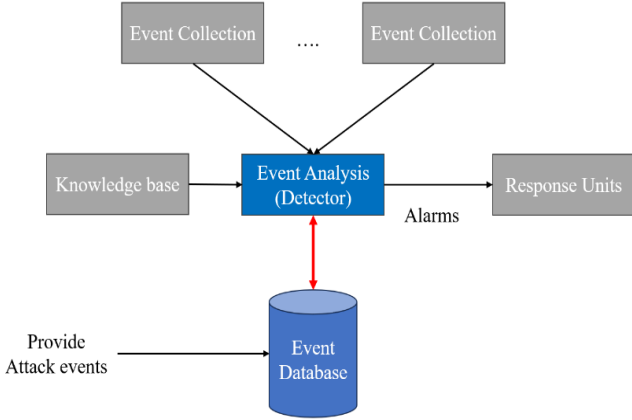 Event Collection
....
Event Collection
Knowledge base
Event Analysis
(Detector)
Alarms
Response Units
Provide
Attack events
Event
Database